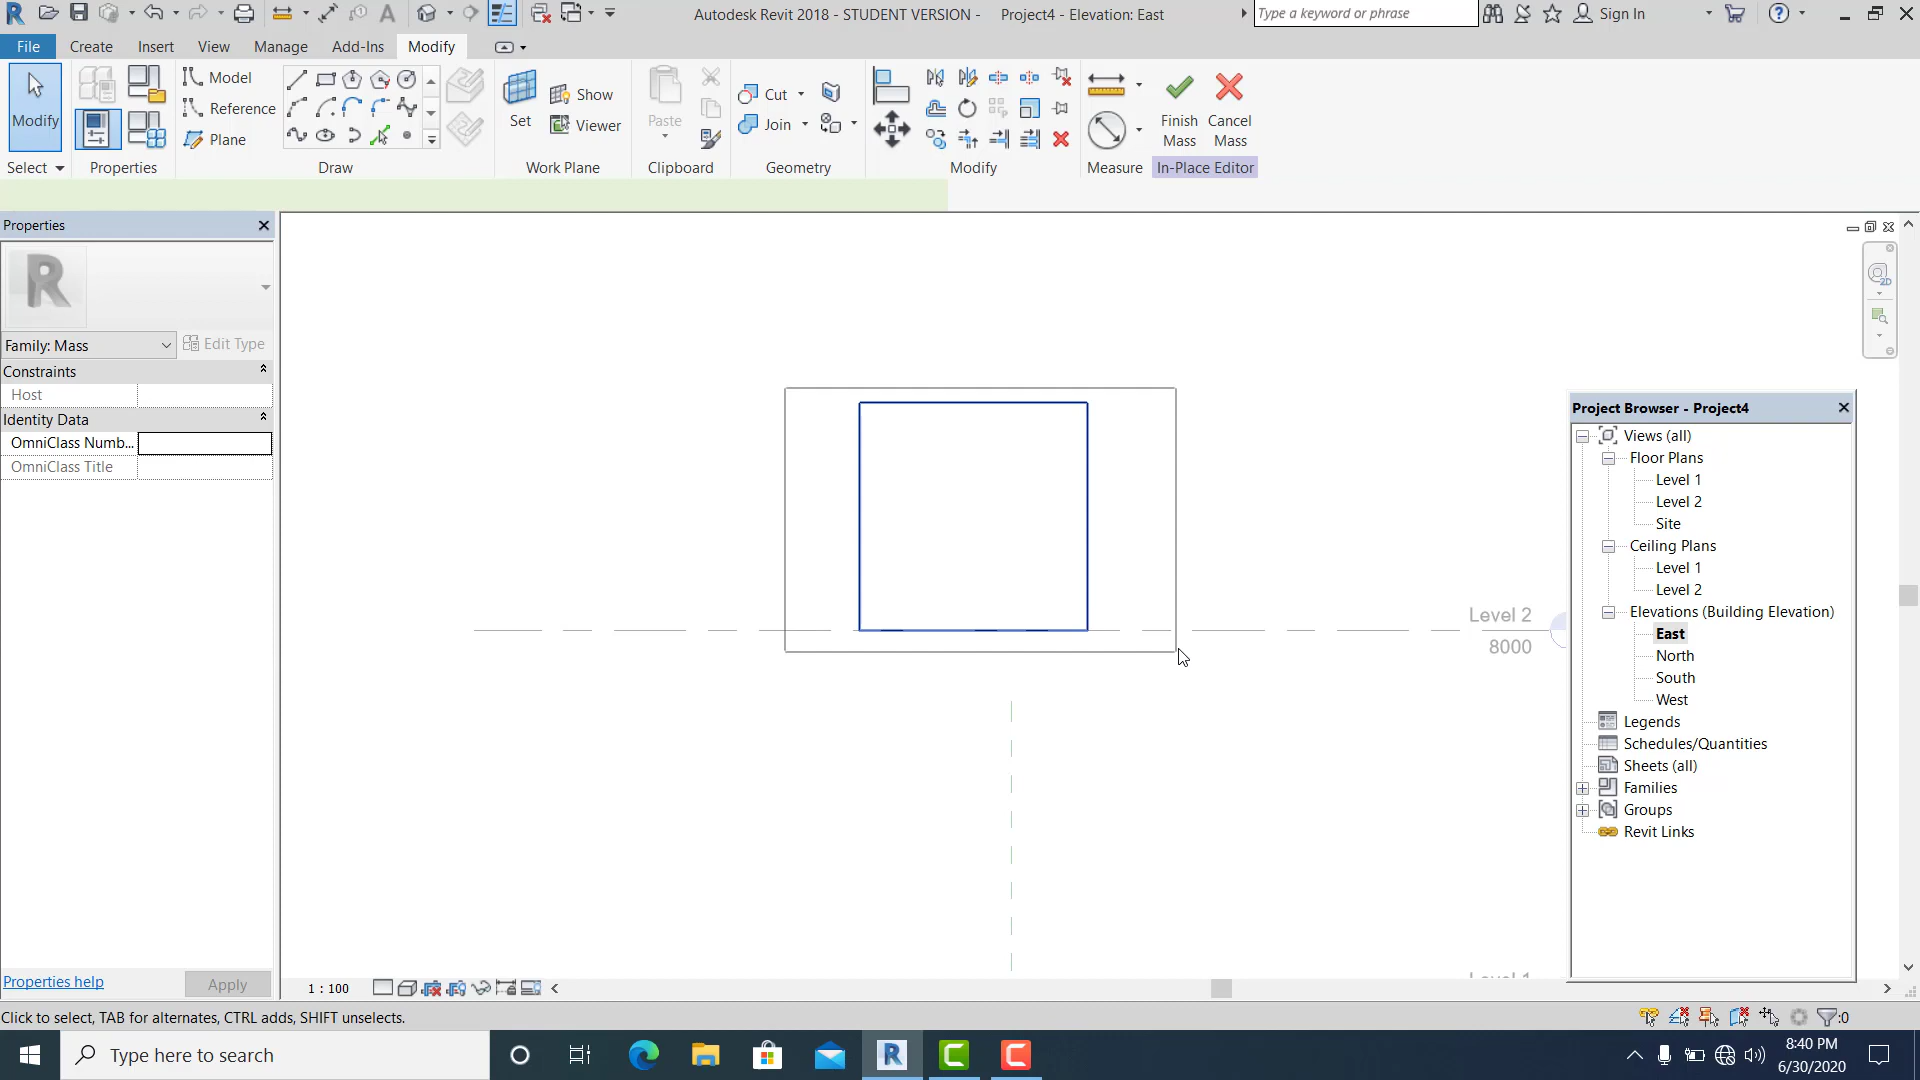 Autodesk Revit 2018 - STUDENT VERSION - Project4 - Elevation: East
Type a keyword or phrase
Sign In
File Create Insert View Manage Add-Ins Modify
Modify
Model
Reference
Plane
Set
Show
Viewer
Paste
Cut
Join
Finish Mass
Cancel Mass
Select Properties Draw Work Plane Clipboard Geometry Modify Measure In-Place Editor
Properties
Family: Mass
Edit Type
Constraints
Host
Identity Data
OmniClass Numb...
OmniClass Title
Properties help
Apply
Level 2
8000
Level 1
Project Browser - Project4
Views (all)
Floor Plans
Level 1
Level 2
Site
Ceiling Plans
Level 1
Level 2
Elevations (Building Elevation)
East
North
South
West
Legends
Schedules/Quantities
Sheets (all)
Families
Groups
Revit Links
1 : 100
Click to select, TAB for alternates, CTRL adds, SHIFT unselects.
:0
Type here to search
8:40 PM
6/30/2020